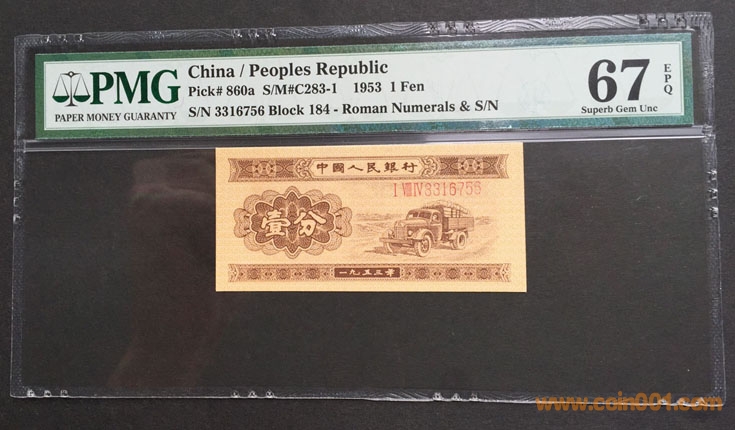 PMG
PAPER MONEY GUARANTY
China / Peoples Republic
Pick# 860a S/M#C283-1 1953 1 Fen
S/N 3316756 Block 184 - Roman Numerals & S/N
67 EPQ
Superb Gem Unc
中國人民銀行
I VIII IV 3316756
壹分
一九五三年
www.coin001.com